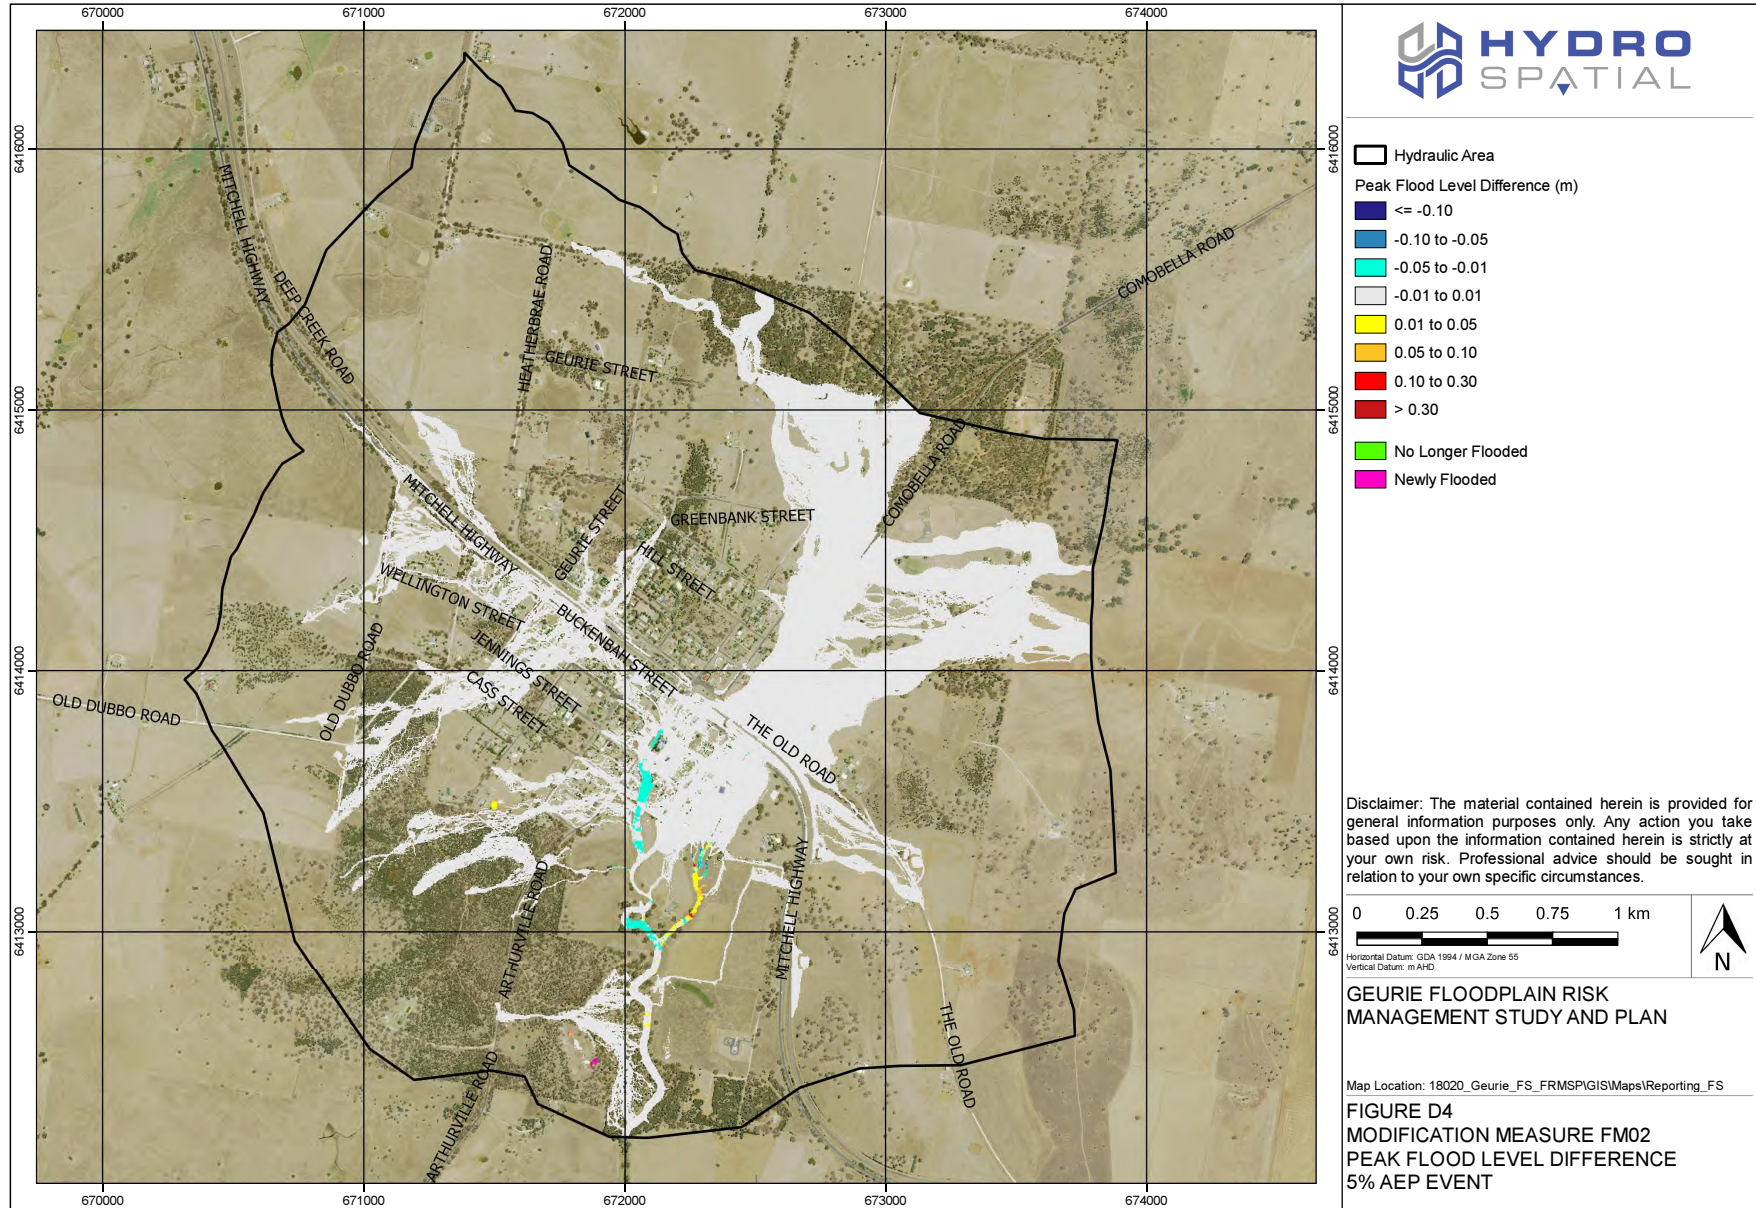 670000
671000
672000
673000
674000
HYDRO
SPATIAL
6416000
6416000
Hydraulic Area
Peak Flood Level Difference (m)
<= -0.10
-0.10 to -0.05
-0.05 to -0.01
-0.01 to 0.01
0.01 to 0.05
0.05 to 0.10
0.10 to 0.30
> 0.30
No Longer Flooded
Newly Flooded
MITCHELL HIGHWAY
DEEP CREEK ROAD
HEATHERBRAE ROAD
GEURIE STREET
COMOBELLA ROAD
6415000
6415000
COMOBELLA ROAD
MITCHELL HIGHWAY
GEURIE STREET
GREENBANK STREET
HILL STREET
WELLINGTON STREET
BUCKENBAH STREET
JENNINGS STREET
CASS STREET
OLD DUBBO ROAD
OLD DUBBO ROAD
6414000
6414000
THE OLD ROAD
MITCHELL HIGHWAY
ARTHURVILLE ROAD
6413000
6413000
THE OLD ROAD
ARTHURVILLE ROAD
670000
671000
672000
673000
674000
Disclaimer: The material contained herein is provided for
general information purposes only. Any action you take
based upon the information contained herein is strictly at
your own risk. Professional advice should be sought in
relation to your own specific circumstances.
0 0.25 0.5 0.75 1 km
Horizontal Datum: GDA 1994 / MGA Zone 55
Vertical Datum: m AHD
N
GEURIE FLOODPLAIN RISK
MANAGEMENT STUDY AND PLAN
Map Location: 18020_Geurie_FS_FRMSP\GIS\Maps\Reporting_FS
FIGURE D4
MODIFICATION MEASURE FM02
PEAK FLOOD LEVEL DIFFERENCE
5% AEP EVENT